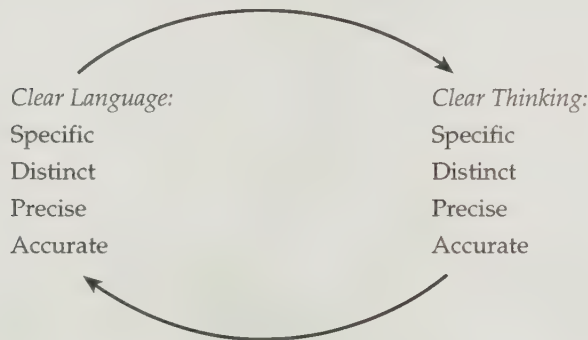 Clear Language:
Specific
Distinct
Precise
Accurate
Clear Thinking:
Specific
Distinct
Precise
Accurate